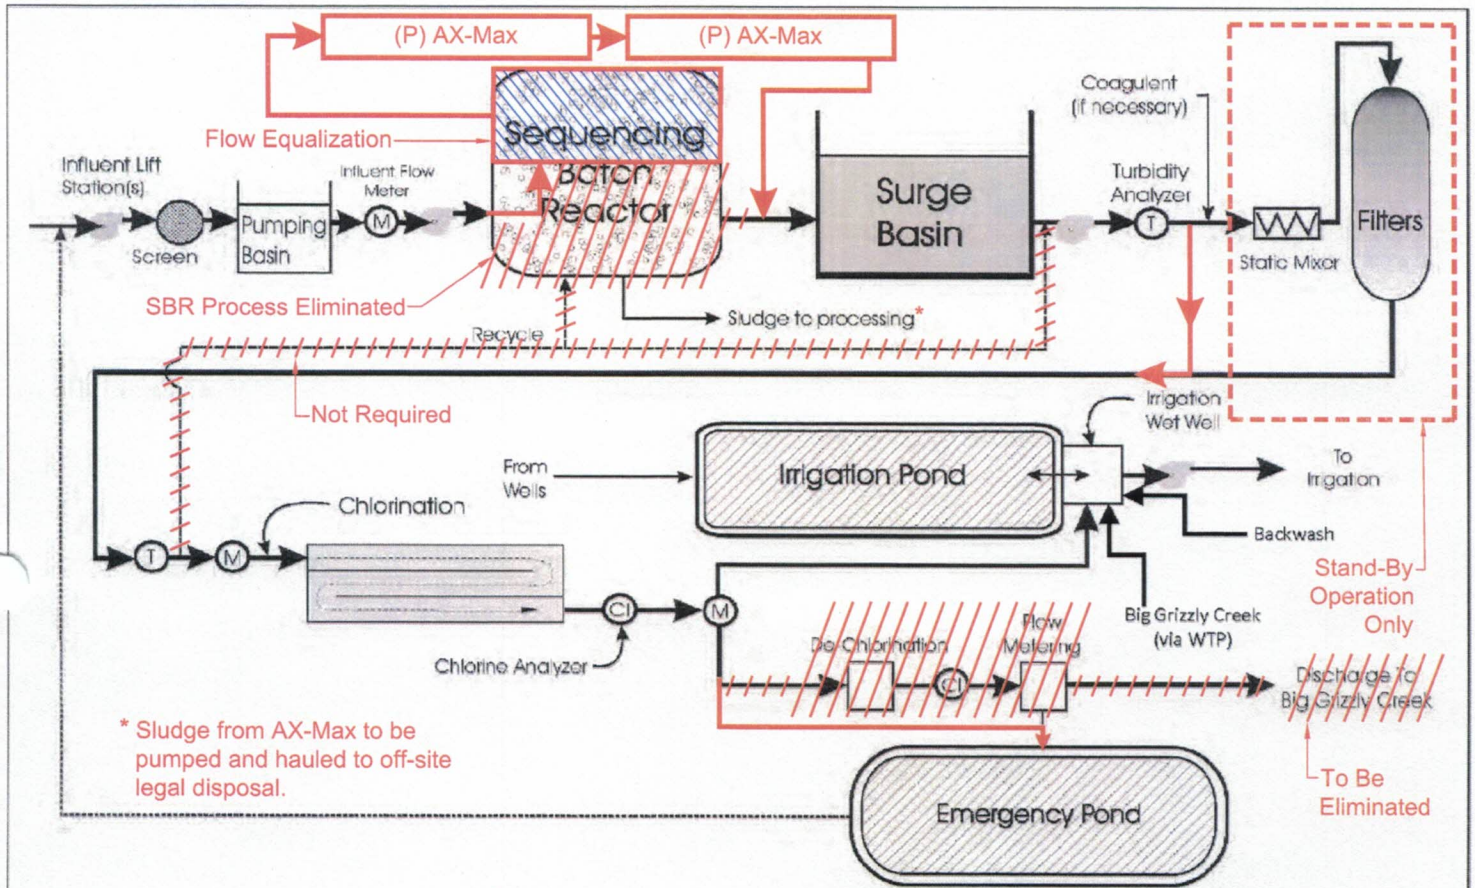 (P) AX-Max
(P) AX-Max
Flow Equalization
Sequencing
Batch
Reactor
Influent Lift
Station(s)
Screen
Pumping
Basin
Influent Flow
Meter
M
SBR Process Eliminated
Surge
Basin
Coagulent
(if necessary)
Turbidity
Analyzer
T
Static Mixer
Filters
Sludge to processing*
Recycle
Not Required
Irrigation
Wet Well
From
Wells
Irrigation Pond
To
Irrigation
Backwash
Big Grizzly Creek
(via WTP)
Stand-By
Operation
Only
Chlorination
T
M
Cl
M
Chlorine Analyzer
De-Chlorination
Cl
Flow
Metering
Discharge To
Big Grizzly Creek
To Be
Eliminated
* Sludge from AX-Max to be
pumped and hauled to off-site
legal disposal.
Emergency Pond